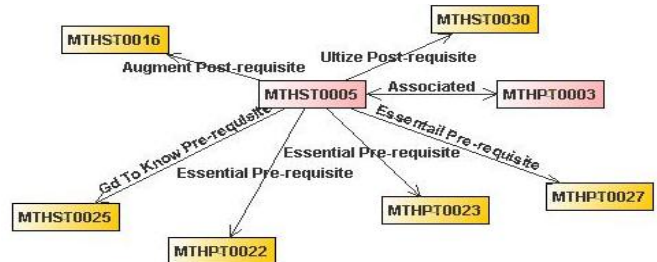 MTHST0030
MTHST0016
Ultize Post-requisite
Augment Post-requisite
Associated
MTHST0005
MTHPT0003
Gd To Know Pre-requisite
Essential Pre-requisite
Essential Pre-requisite
Essentail Pre-requisite
MTHST0025
MTHPT0022
MTHPT0023
MTHPT0027